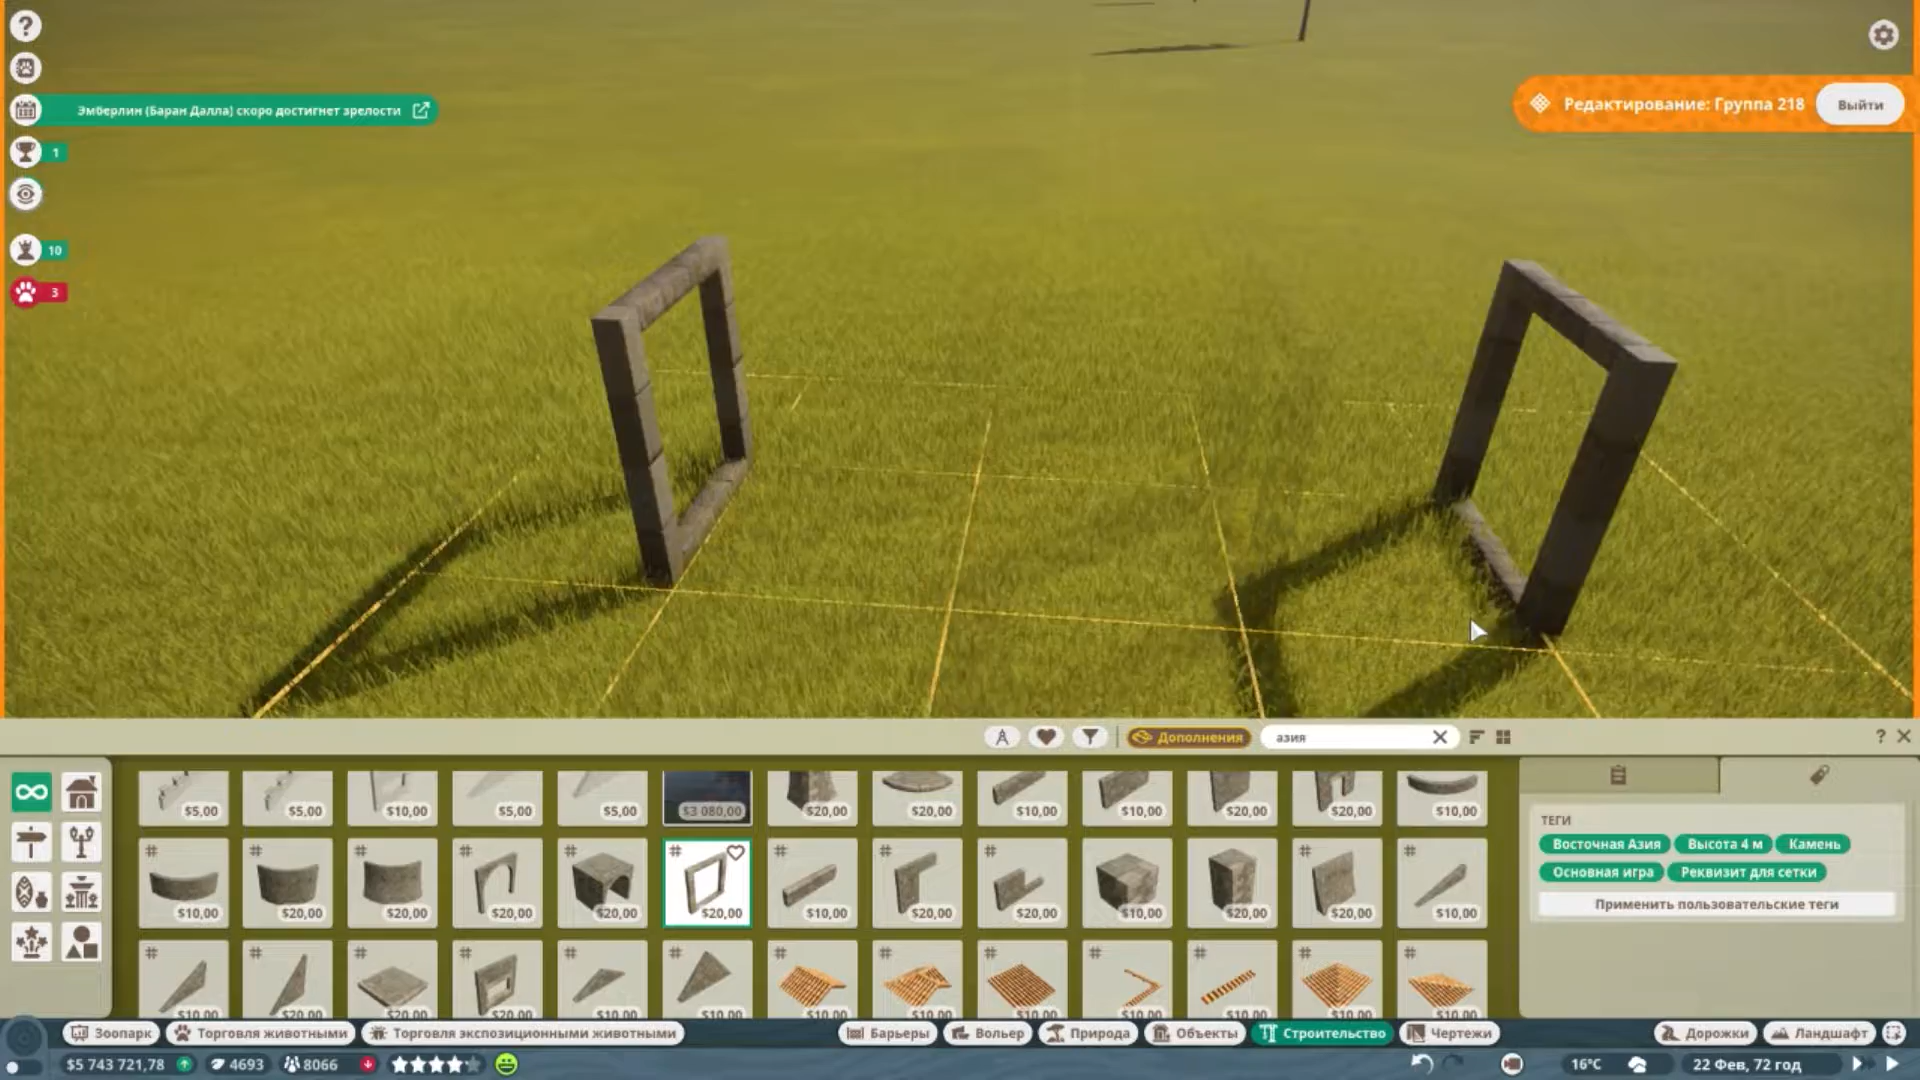 ?
Эмберлин (Баран Далла) скоро достигнет зрелости
Редактирование: Группа 218
Выйти
1
10
3
Дополнения
азия
?
$5,00
$5,00
$10,00
$5,00
$5,00
$3 080,00
$20,00
$20,00
$10,00
$10,00
$20,00
$20,00
$10,00
# $10,00
# $20,00
# $20,00
# $20,00
# $20,00
# $20,00
# $10,00
# $20,00
# $20,00
$10,00
$20,00
# $20,00
# $10,00
ТЕГИ
Восточная Азия
Высота 4 м
Камень
Основная игра
Реквизит для сетки
Применить пользовательские теги
Зоопарк
Торговля животными
Торговля экспозиционными животными
Барьеры
Вольер
Природа
Объекты
Строительство
Чертежи
Дорожки
Ландшафт
$5 743 721,78
4693
8066
16°C
22 Фев, 72 год